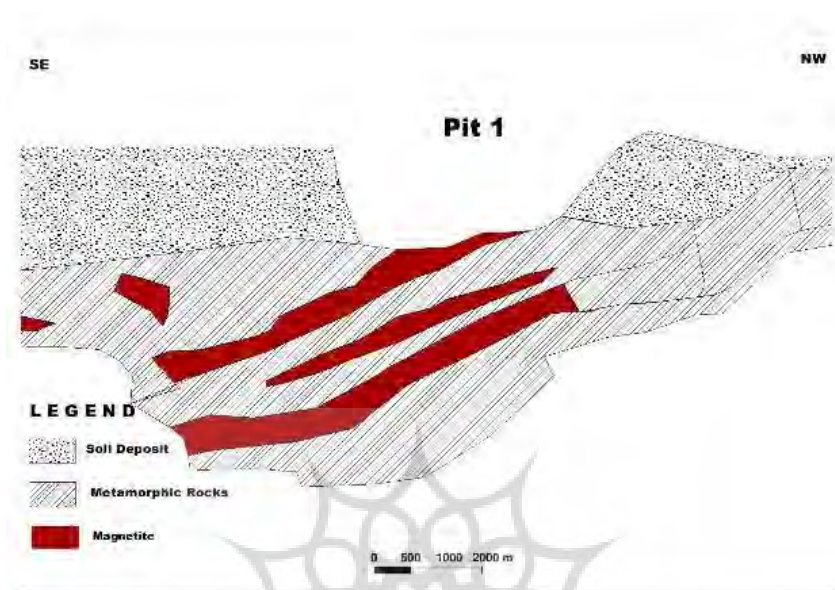 SE
NW
Pit 1
LEGEND
Soil Deposit
Metamorphic Rocks
Magnetite
0 500 1000 2000 m